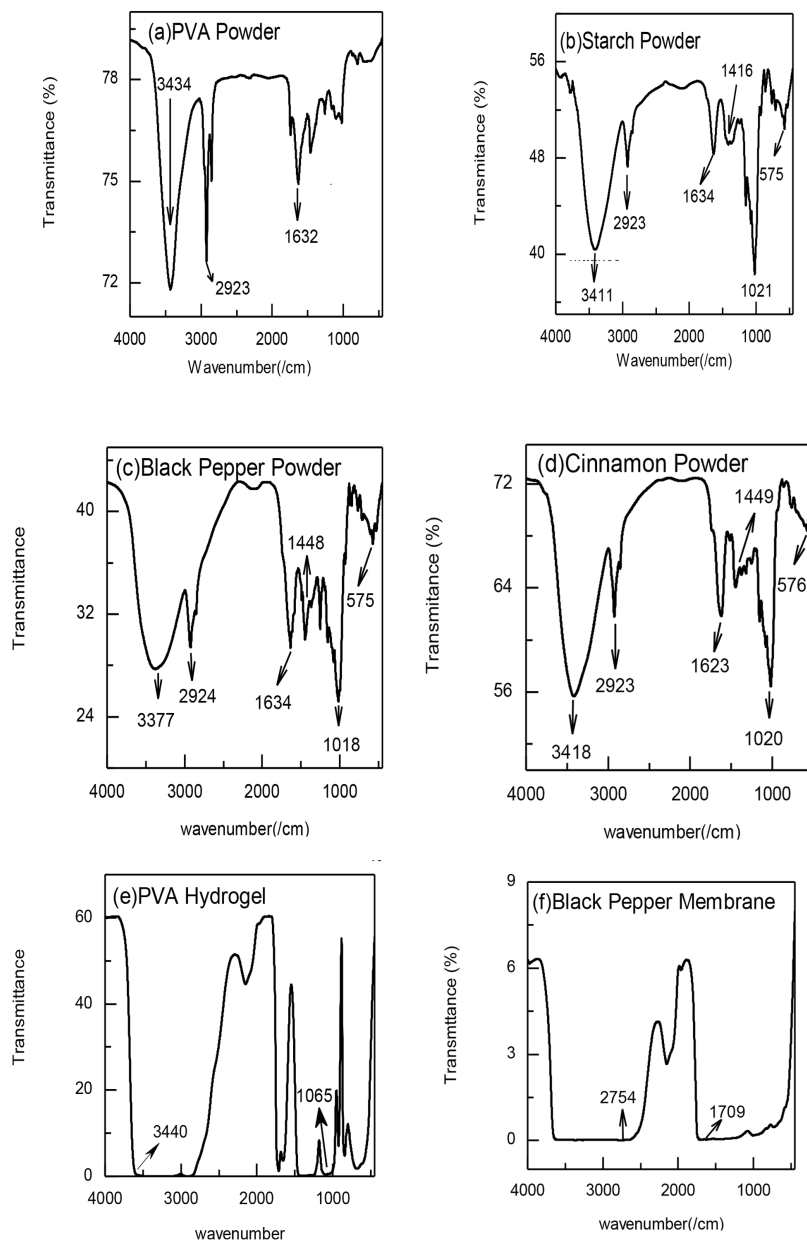 (a)PVA Powder
3434
78
75
72
2923
1632
4000 3000 2000 1000
Wavenumber(/cm)
Transmittance (%)
(b)Starch Powder
56
48
40
1416
1634
575
2923
3411
1021
4000 3000 2000 1000
Wavenumber(/cm)
Transmittance (%)
(c)Black Pepper Powder
40
32
24
1448
575
2924
1634
3377
1018
4000 3000 2000 1000
wavenumber(/cm)
Transmittance
(d)Cinnamon Powder
72
64
56
1449
576
2923
1623
3418
1020
4000 3000 2000 1000
wavenumber(/cm)
Transmitance (%)
(e)PVA Hydrogel
60
40
20
0
3440
1065
4000 3000 2000 1000
wavenumber
Transmittance
(f)Black Pepper Membrane
9
6
3
0
2754
1709
4000 3000 2000 1000
wavenumber(/cm)
Transmttance (%)